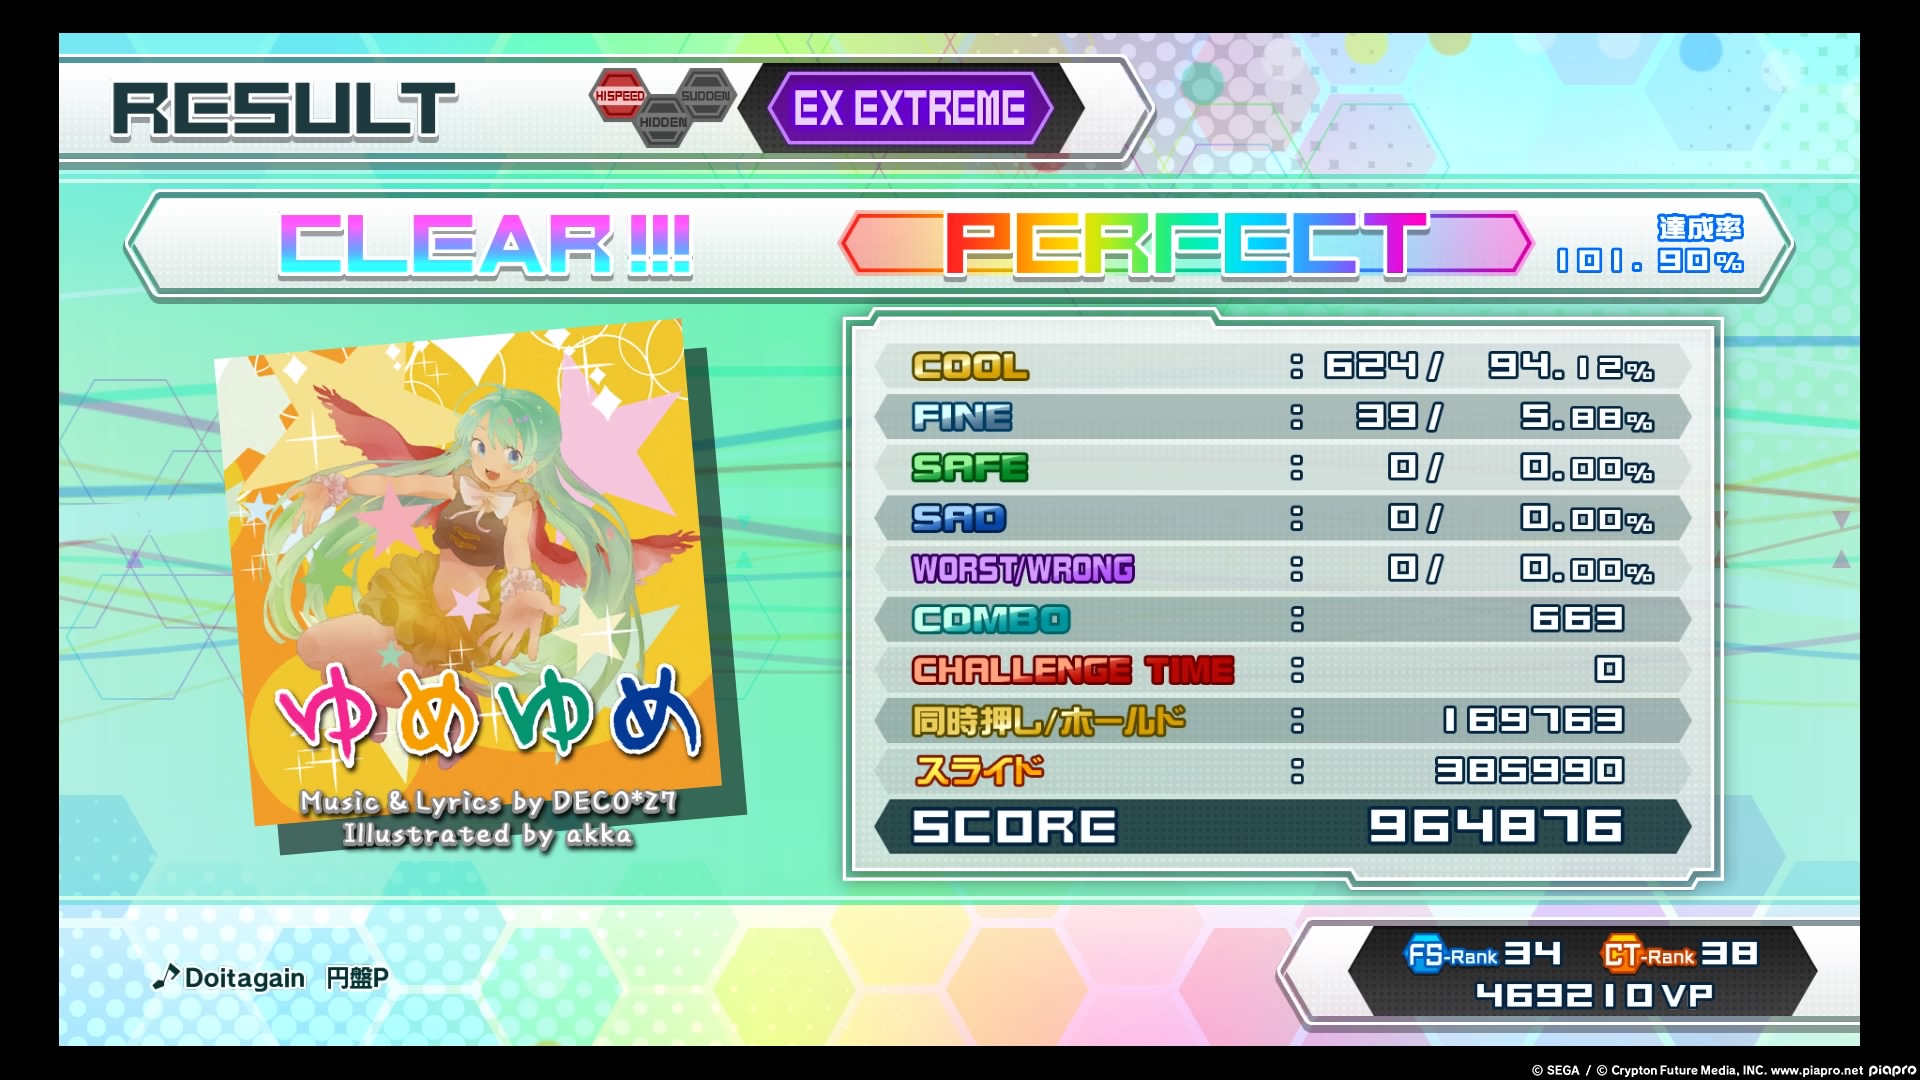 RESULT
HISPEED
HIDDEN
SUDDEN
EX EXTREME
CLEAR!!!
PERFECT
達成率
101.90%
COOL : 624/ 94.12%
FINE : 39/ 5.88%
SAFE : 0/ 0.00%
SAD : 0/ 0.00%
WORST/WRONG : 0/ 0.00%
COMBO : 663
CHALLENGE TIME : 0
同時押し/ホールド : 169763
スライド : 385990
SCORE 964876
ゆめゆめ
Music & Lyrics by DECO*27
Illustrated by akka
♪Doitagain 円盤P
FS-Rank 34 CT-Rank 38
469210VP
© SEGA / © Crypton Future Media, INC. www.piapro.net piapro